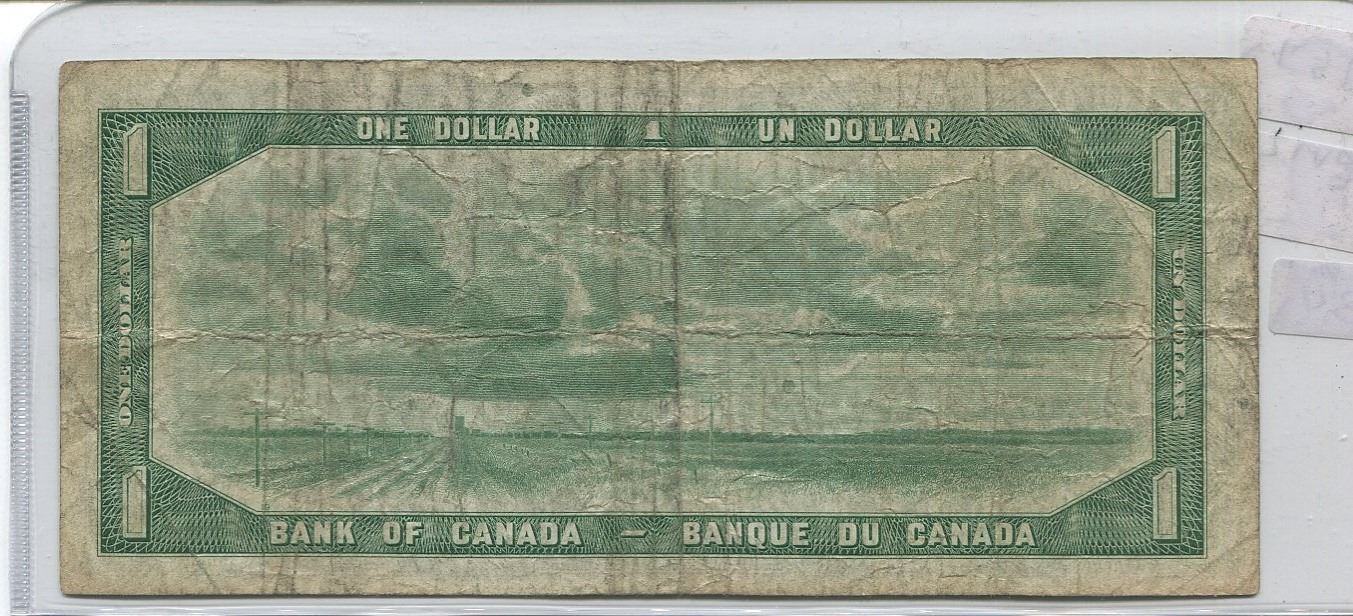 ONE DOLLAR 1 UN DOLLAR
1
1
ONE DOLLAR
UN DOLLAR
1
1
BANK OF CANADA – BANQUE DU CANADA